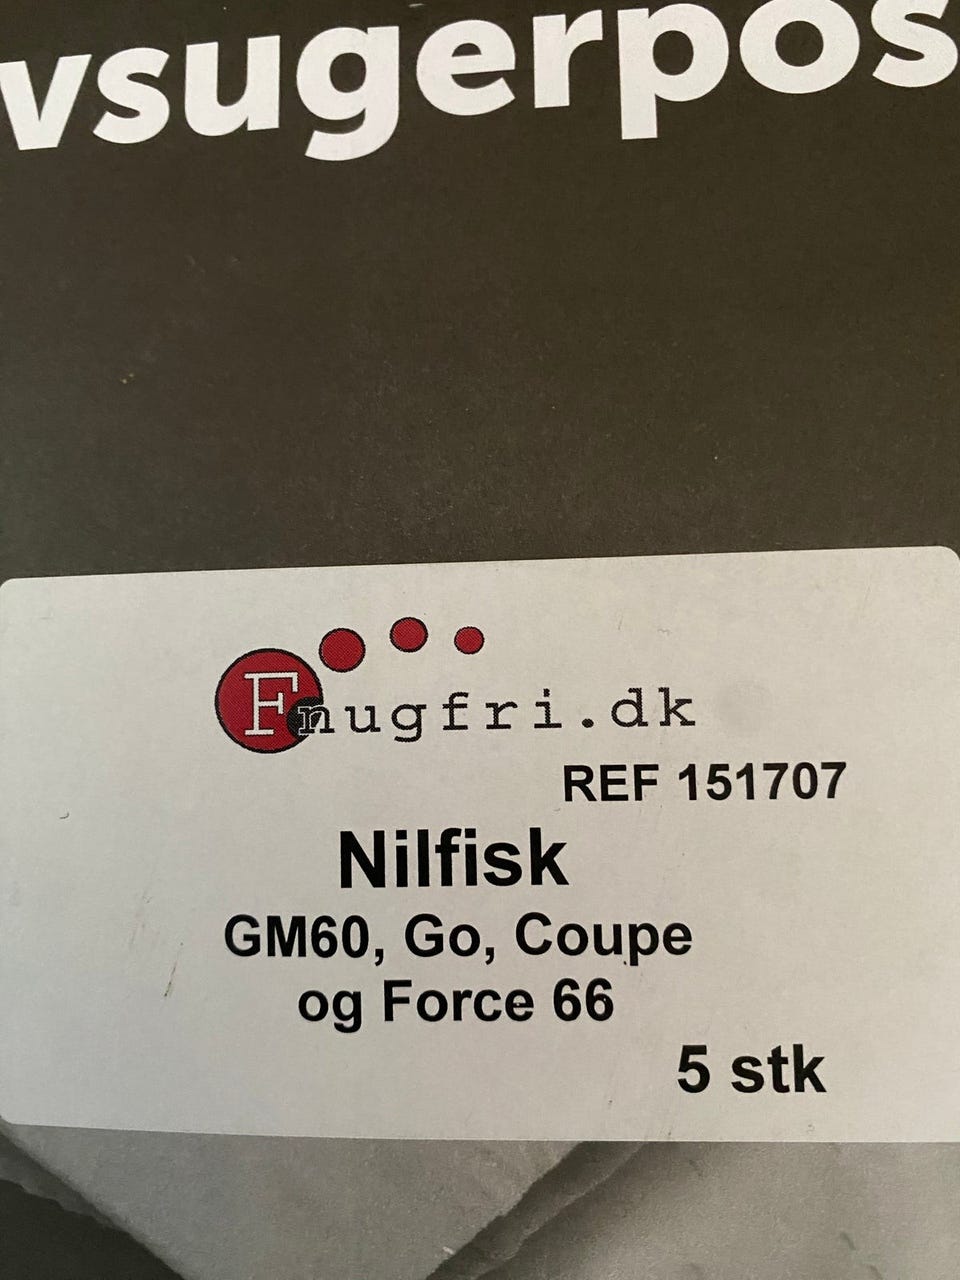 vsugerpos
Fnugfri.dk
REF 151707
Nilfisk
GM60, Go, Coupe
og Force 66
5 stk